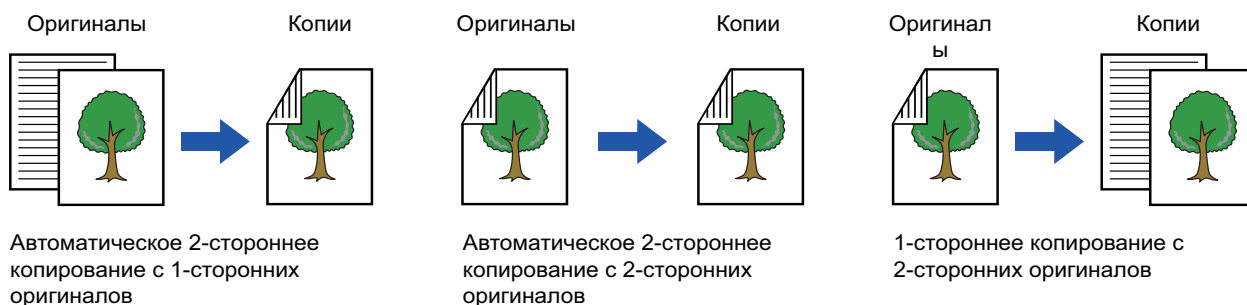 Оригиналы
Копии
Оригиналы
Копии
Оригинал
ы
Копии
Автоматическое 2-стороннее
копирование с 1-сторонних
оригиналов
Автоматическое 2-стороннее
копирование с 2-сторонних
оригиналов
1-стороннее копирование с
2-сторонних оригиналов